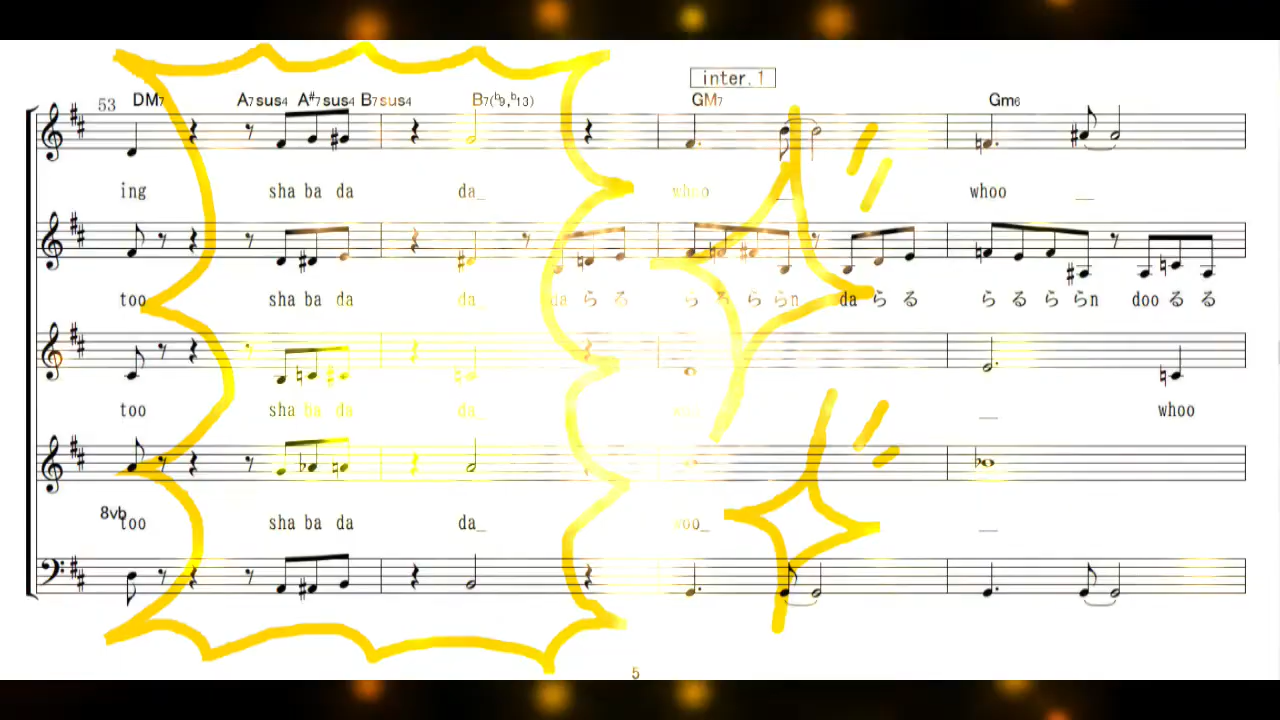 inter.1
53 DM7 A7sus4 A#7sus4 B7sus4 B7(b9,b13) GM7 Gm6
ing sha ba da da_ whoo _ whoo _
too sha ba da da_ da らる らるららn da らる らるららn doo るる
too sha ba da da_ _ whoo
8vb
too sha ba da da_ woo_ _
5